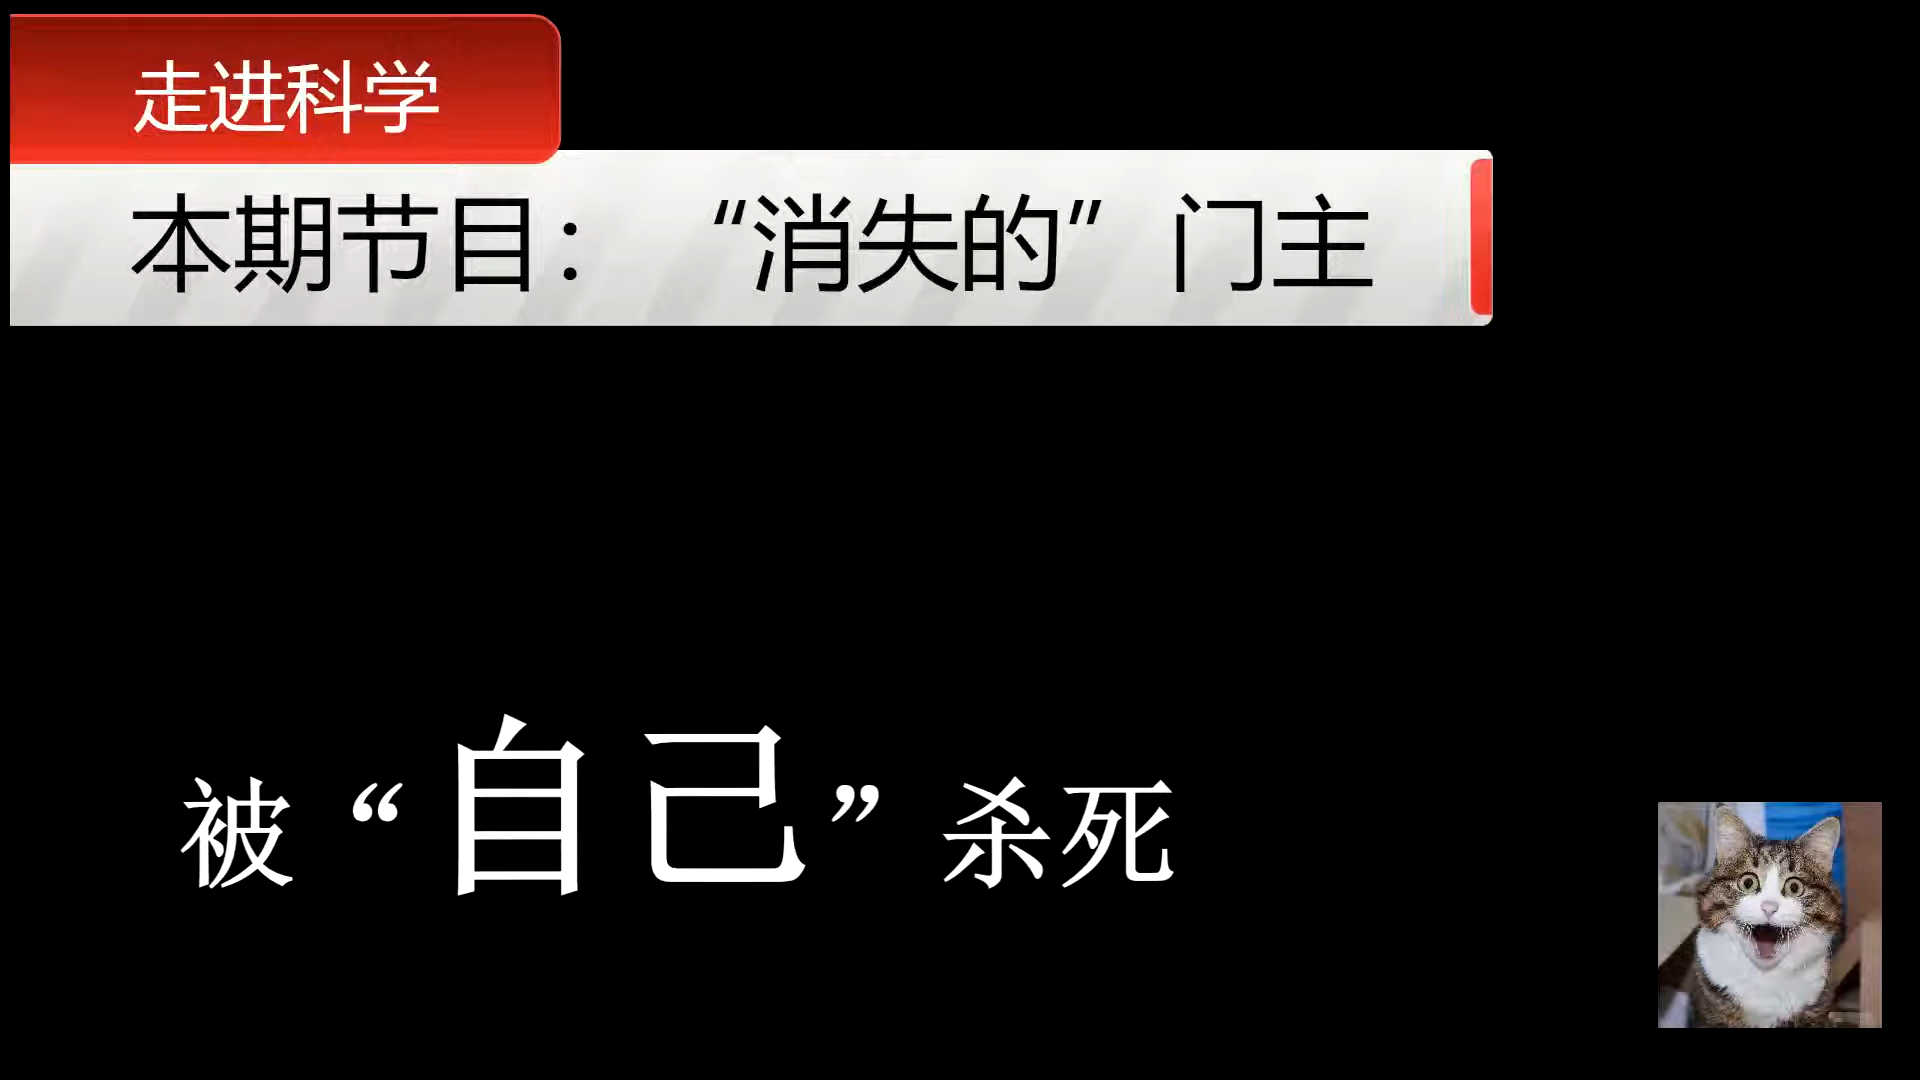 走进科学
本期节目：“消失的”门主
被“自己”杀死